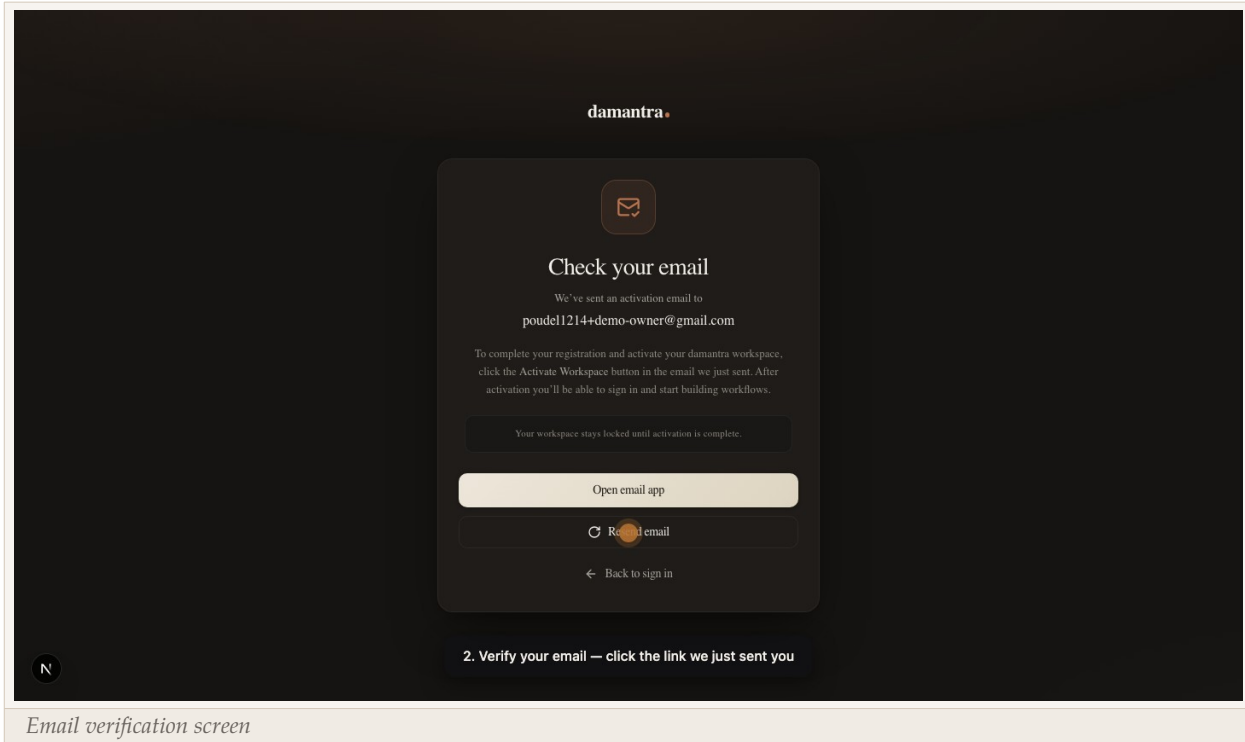 damantra.
Check your email
We've sent an activation email to
poudel1214+demo-owner@gmail.com
To complete your registration and activate your damantra workspace,
click the Activate Workspace button in the email we just sent. After
activation you'll be able to sign in and start building workflows.
Your workspace stays locked until activation is complete.
Open email app
Resend email
Back to sign in
2. Verify your email — click the link we just sent you
N
Email verification screen